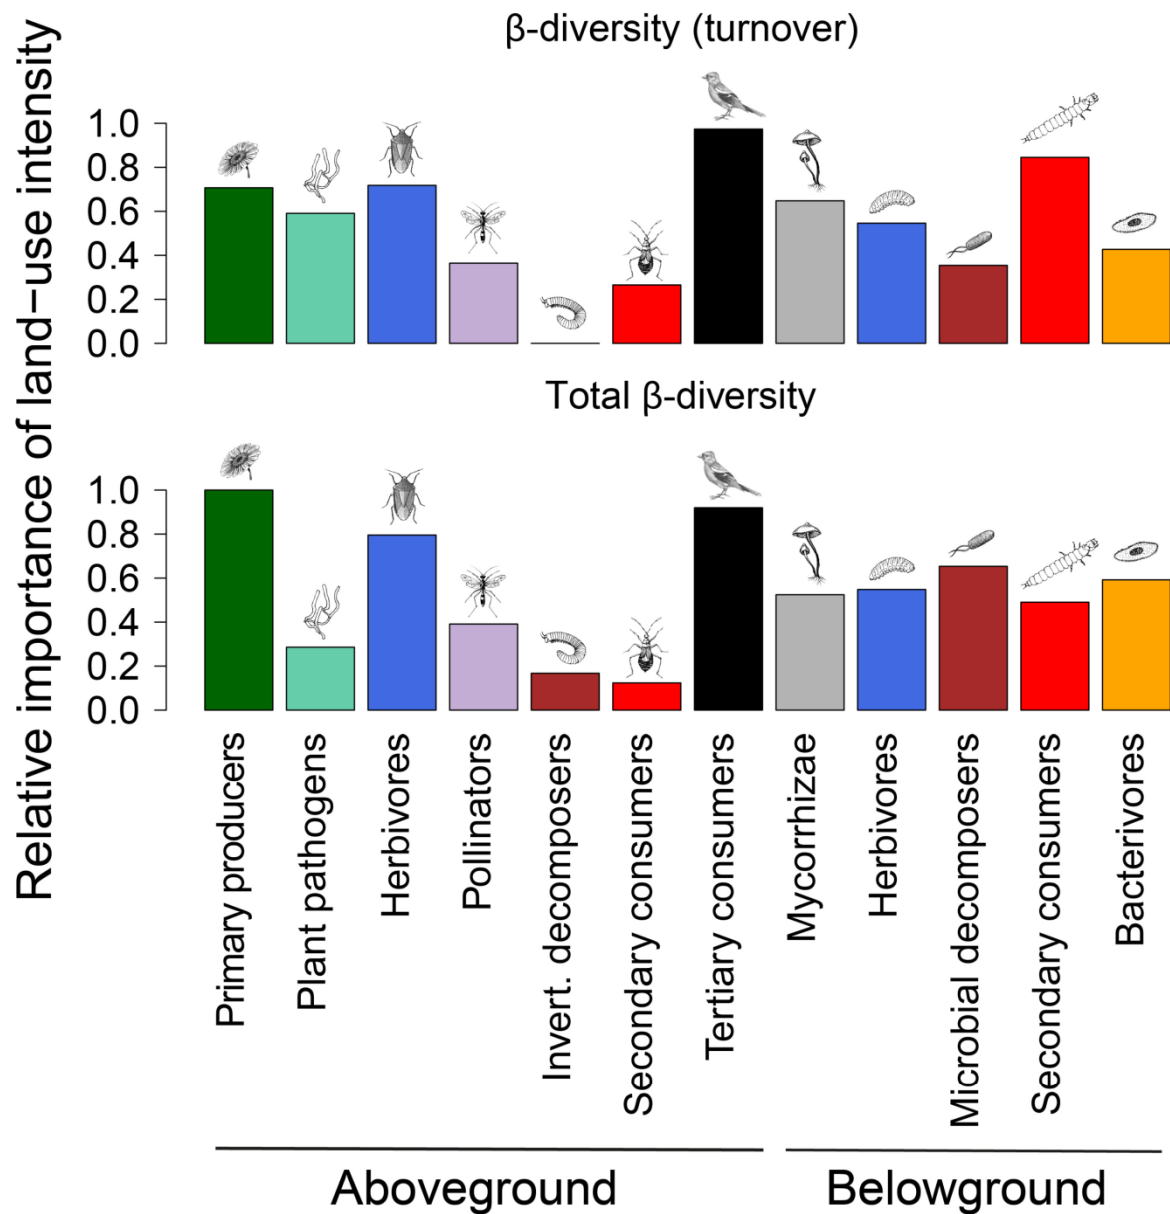 Relative importance of land−use intensity
β-diversity (turnover)
1.0
0.8
0.6
0.4
0.2
0.0
Total β-diversity
1.0
0.8
0.6
0.4
0.2
0.0
Primary producers
Plant pathogens
Herbivores
Pollinators
Invert. decomposers
Secondary consumers
Tertiary consumers
Mycorrhizae
Herbivores
Microbial decomposers
Secondary consumers
Bacterivores
Aboveground
Belowground